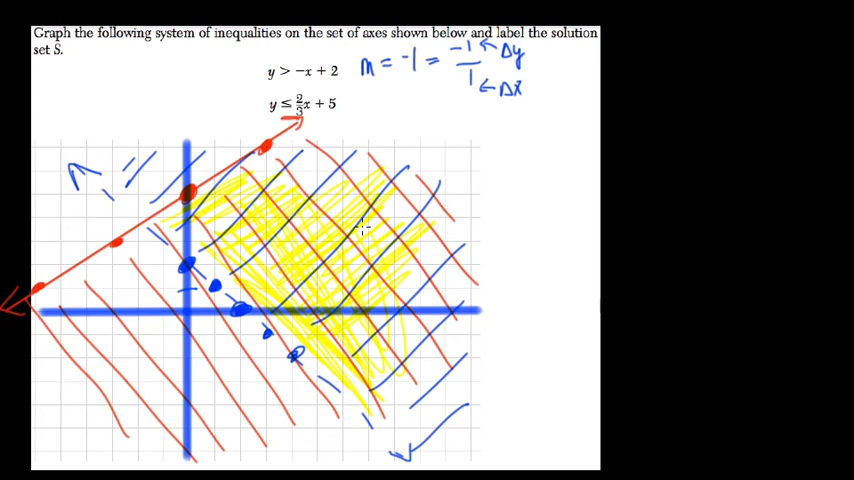 Graph the following system of inequalities on the set of axes shown below and label the solution
set S.
y > −x + 2
m = -1 = -1/1 ← Δy
← Δx
y ≤ 2/3x + 5